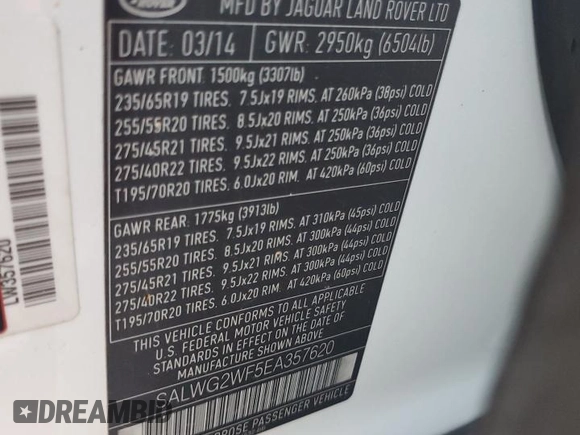 ROVER
MFD BY JAGUAR LAND ROVER LTD
DATE: 03/14 GWR: 2950kg (6504lb)
GAWR FRONT 1500kg (3307lb)
235/65R19 TIRES. 7.5Jx19 RIMS. AT 260kPa (38psi) COLD
255/55R20 TIRES. 8.5Jx20 RIMS. AT 250kPa (36psi) COLD
275/45R21 TIRES. 9.5Jx21 RIMS. AT 250kPa (36psi) COLD
275/40R22 TIRES. 9.5Jx22 RIMS. AT 250kPa (36psi) COLD
T195/70R20 TIRES. 6.0Jx20 RIM. AT 420kPa (60psi) COLD
GAWR REAR: 1775kg (3913lb)
235/65R19 TIRES. 7.5Jx19 RIMS. AT 310kPa (45psi) COLD
255/55R20 TIRES. 8.5Jx20 RIMS. AT 300kPa (44psi) COLD
275/45R21 TIRES. 9.5Jx21 RIMS. AT 300kPa (44psi) COLD
275/40R22 TIRES. 9.5Jx22 RIMS. AT 300kPa (44psi) COLD
T195/70R20 TIRES. 6.0Jx20 RIM. AT 420kPa (60psi) COLD
THIS VEHICLE CONFORMS TO ALL APPLICABLE
U.S. FEDERAL MOTOR VEHICLE SAFETY STANDARDS
IN EFFECT ON THE DATE OF MANUFACTURE
SHOWN ABOVE.
SALWG2WF5EA357620
PURPOSE PASSENGER VEHICLE
LW357620
DREAMBID